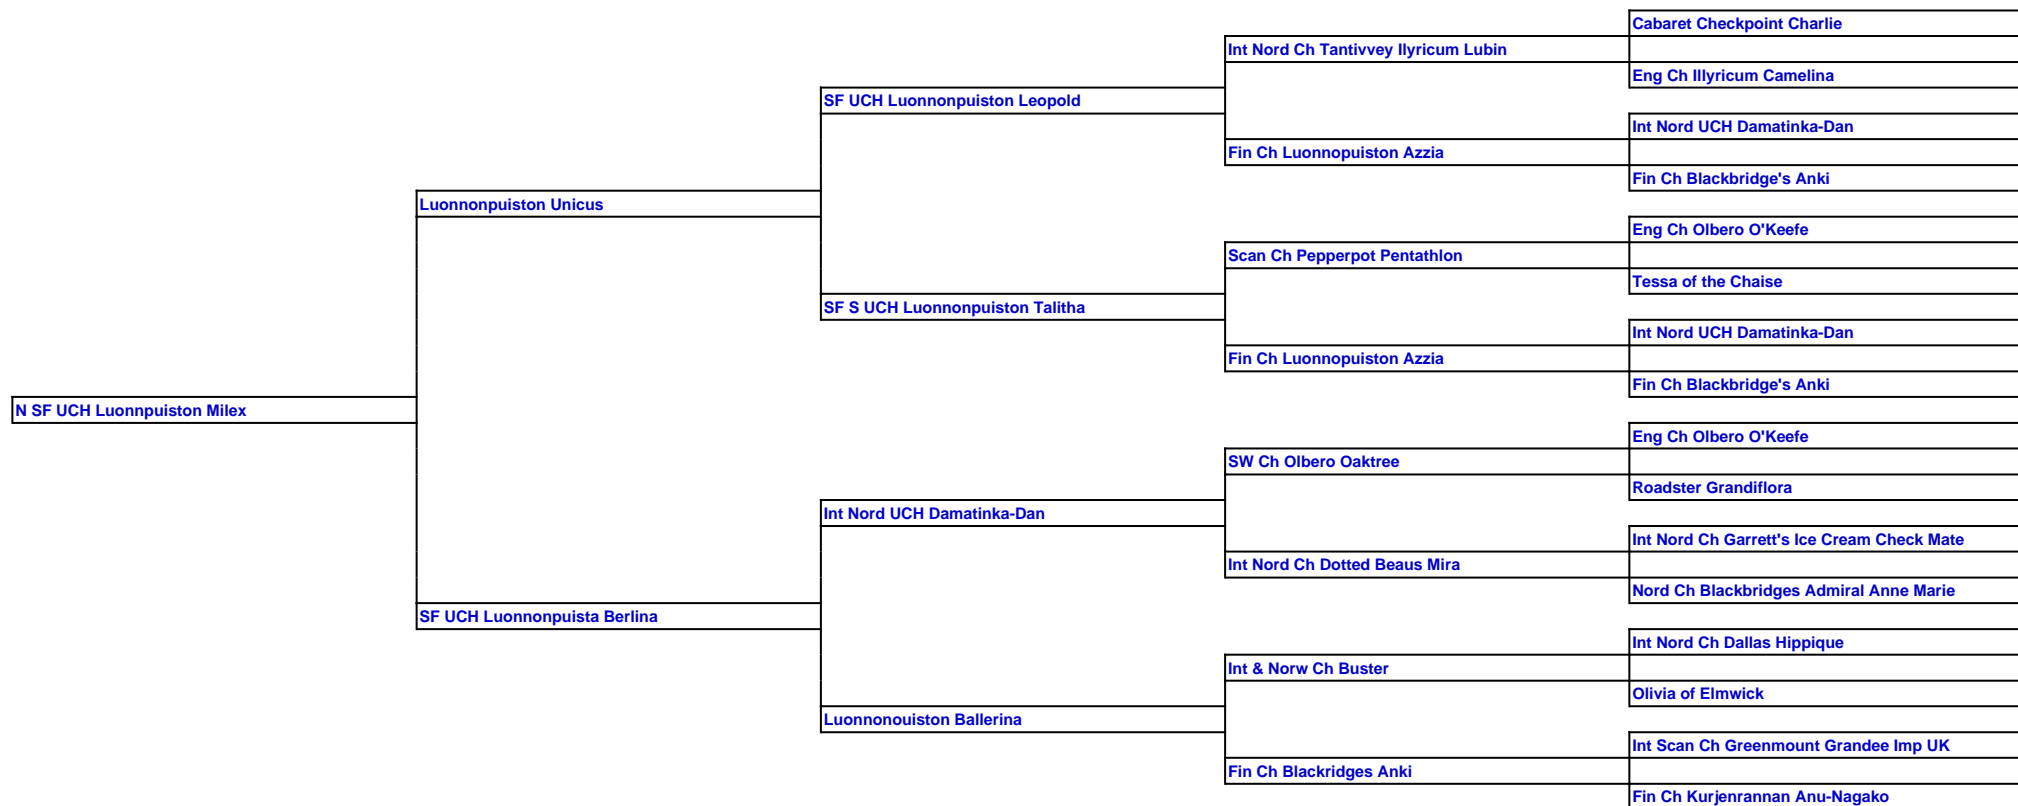 Cabaret Checkpoint Charlie
Int Nord Ch Tantivvey Ilyricum Lubin
Eng Ch Illyricum Camelina
SF UCH Luonnonpuiston Leopold
Int Nord UCH Damatinka-Dan
Fin Ch Luonnopuiston Azzia
Fin Ch Blackbridge's Anki
Luonnonpuiston Unicus
Eng Ch Olbero O'Keefe
Scan Ch Pepperpot Pentathlon
Tessa of the Chaise
SF S UCH Luonnonpuiston Talitha
Int Nord UCH Damatinka-Dan
Fin Ch Luonnopuiston Azzia
Fin Ch Blackbridge's Anki
N SF UCH Luonnpuiston Milex
Eng Ch Olbero O'Keefe
SW Ch Olbero Oaktree
Roadster Grandiflora
Int Nord UCH Damatinka-Dan
Int Nord Ch Garrett's Ice Cream Check Mate
Int Nord Ch Dotted Beaus Mira
Nord Ch Blackbridges Admiral Anne Marie
SF UCH Luonnonpuista Berlina
Int Nord Ch Dallas Hippique
Int & Norw Ch Buster
Olivia of Elmwick
Luonnonouiston Ballerina
Int Scan Ch Greenmount Grandee Imp UK
Fin Ch Blackridges Anki
Fin Ch Kurjenrannan Anu-Nagako